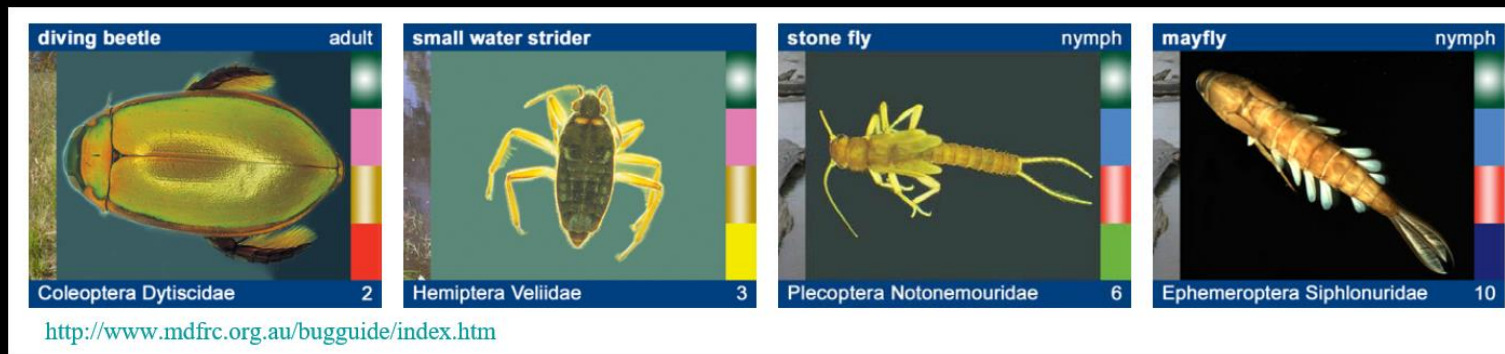 diving beetle adult
small water strider
stone fly nymph
mayfly nymph
Coleoptera Dytiscidae 2
Hemiptera Veliidae 3
Plecoptera Notonemouridae 6
Ephemeroptera Siphlonuridae 10
http://www.mdfrc.org.au/bugguide/index.htm